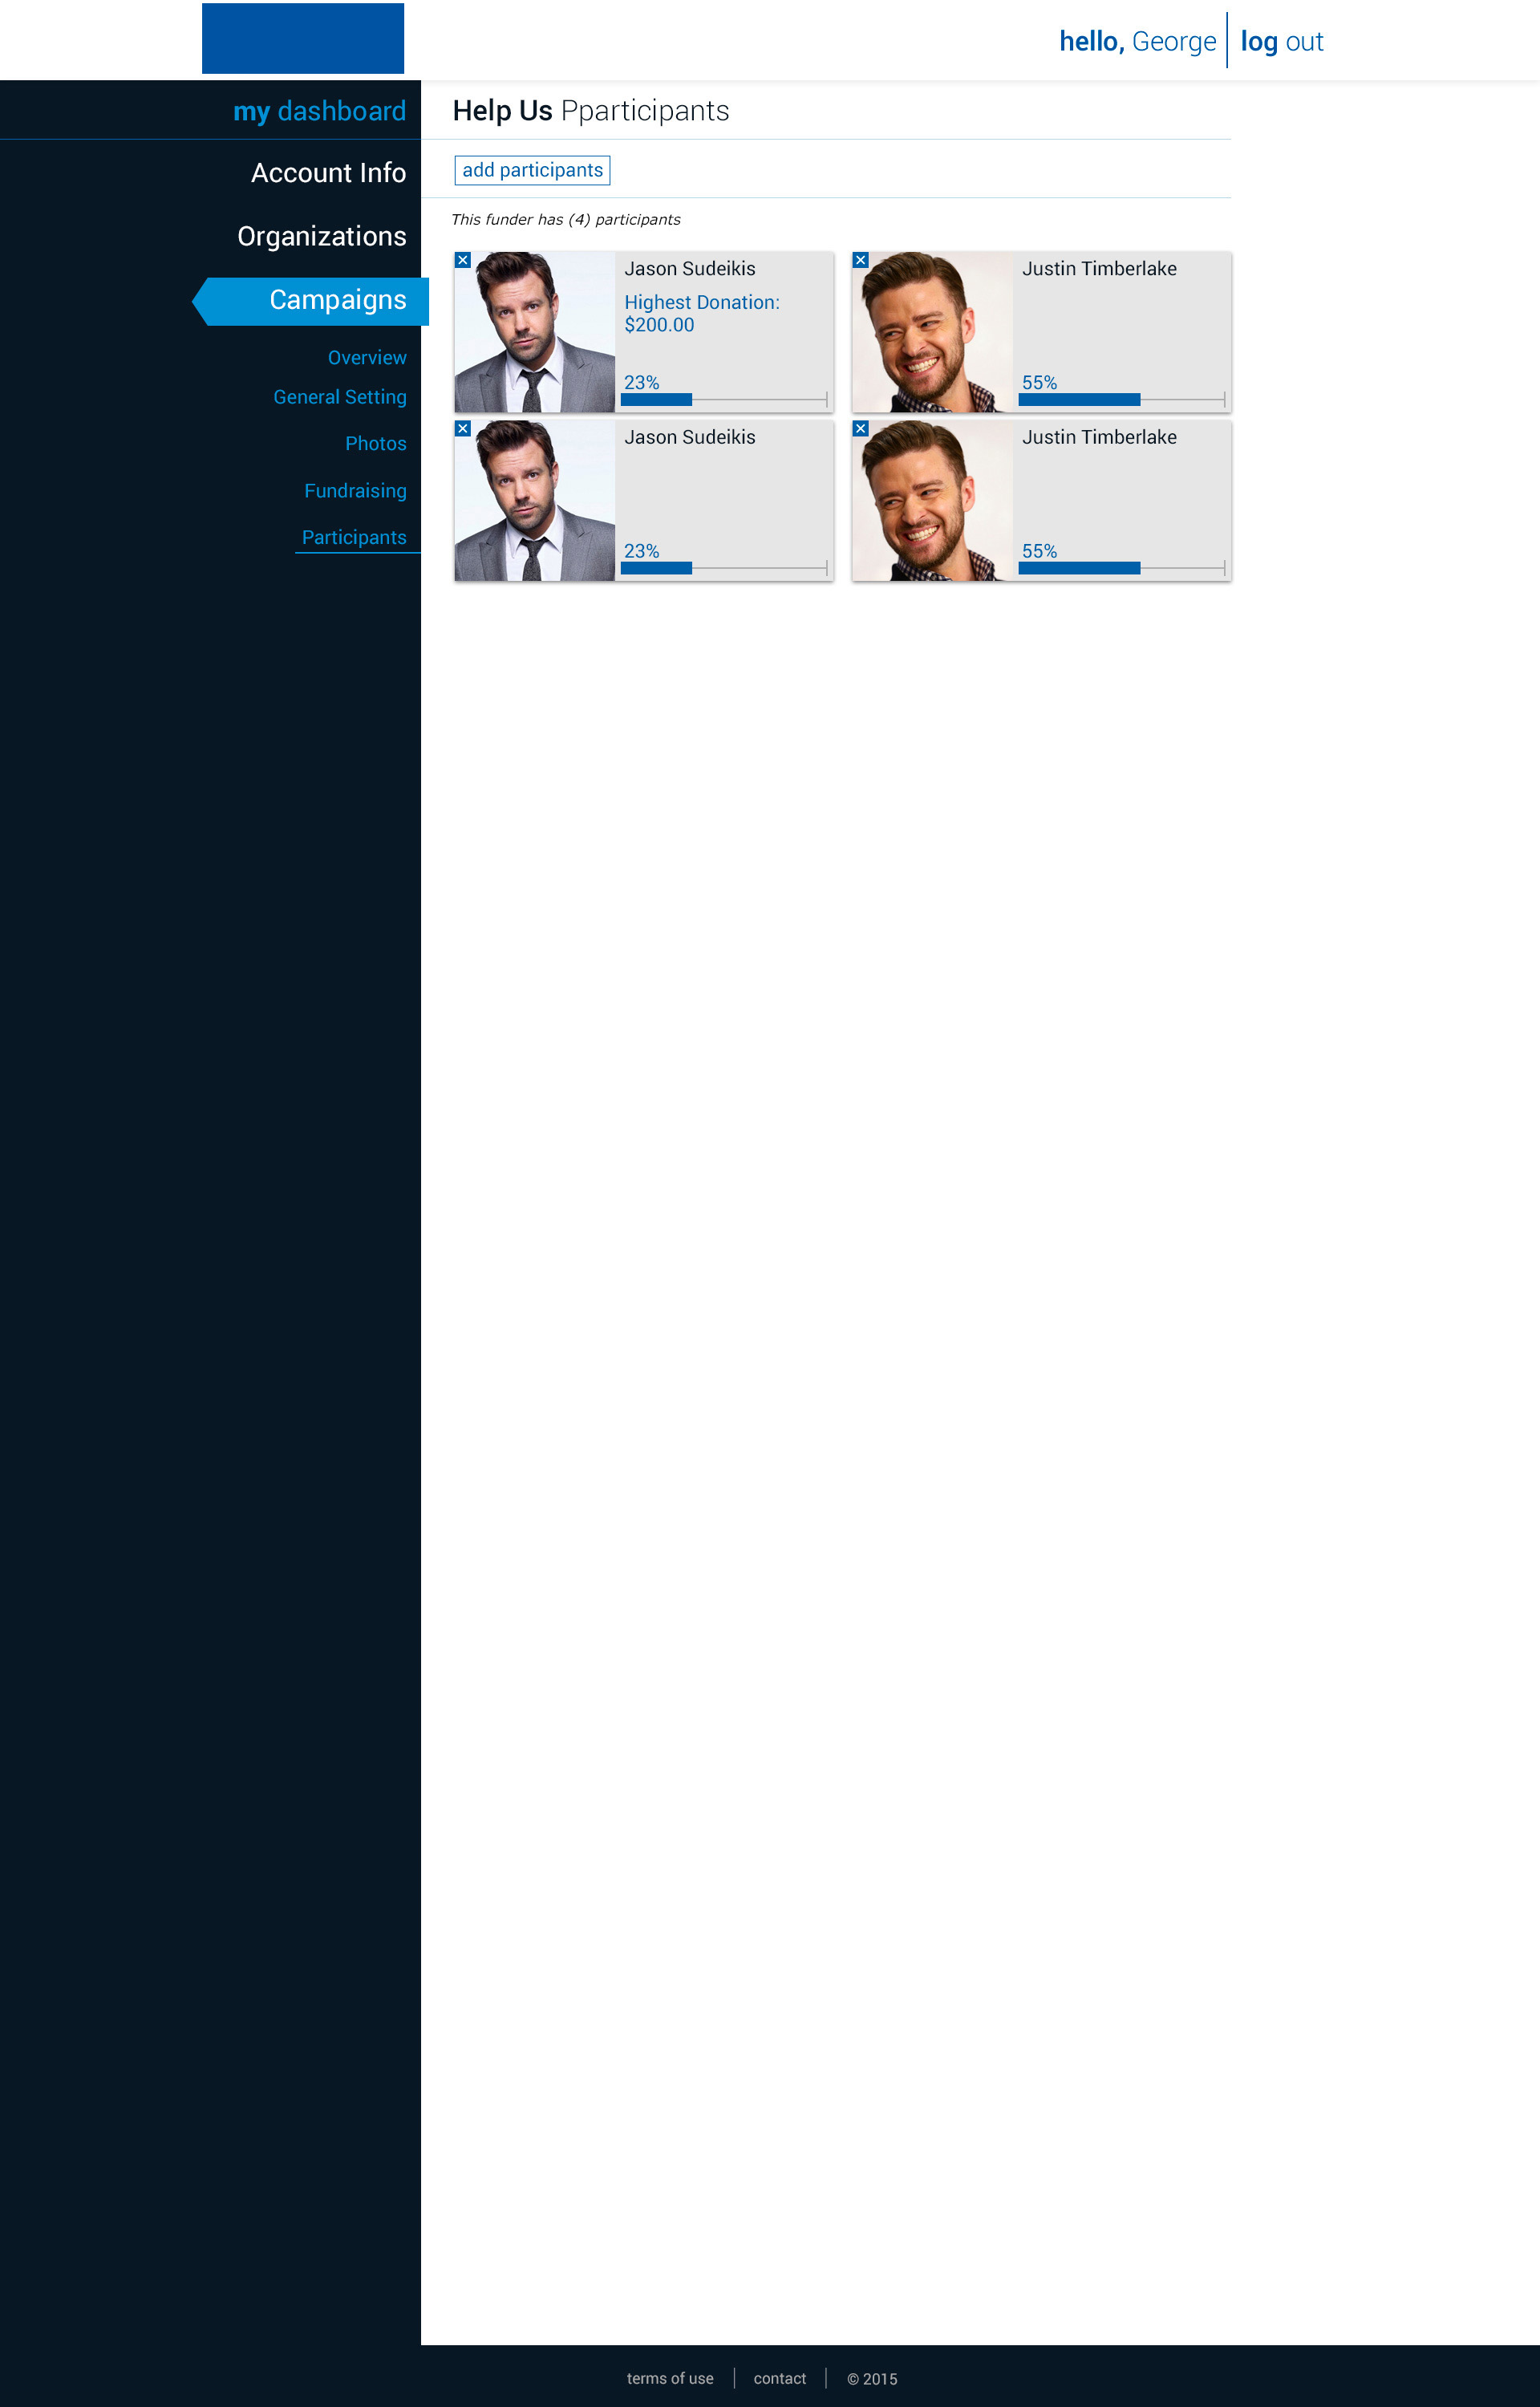 hello, George
log out
my dashboard
Help Us Pparticipants
Account Info
add participants
Organizations
This funder has (4) participants
Campaigns
Overview
General Setting
Photos
Fundraising
Participants
Jason Sudeikis
Highest Donation:
$200.00
23%
Justin Timberlake
55%
Jason Sudeikis
23%
Justin Timberlake
55%
terms of use
contact
© 2015